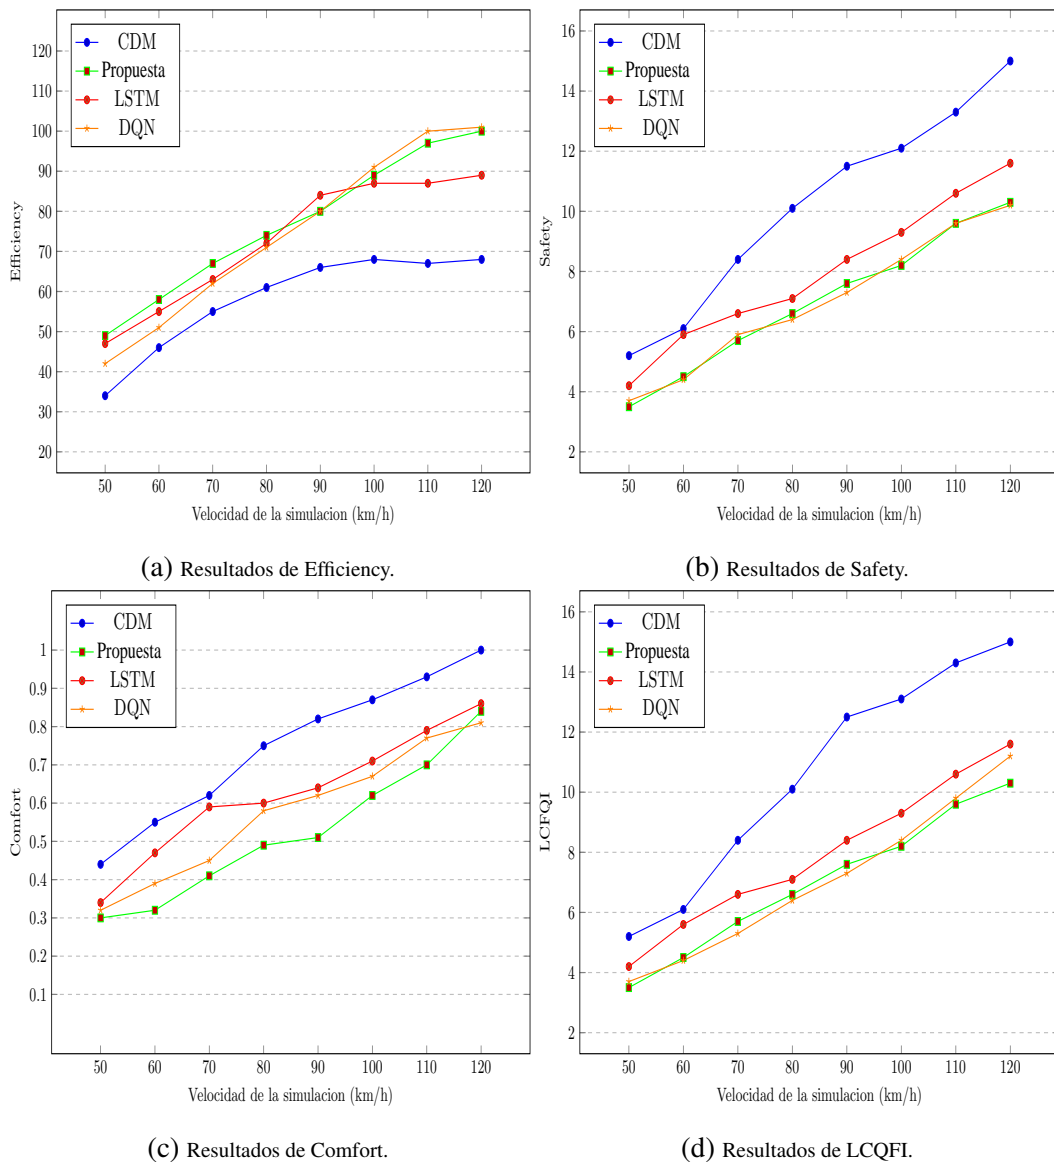 CDM
Propuesta
LSTM
DQN
120
110
100
90
80
70
60
50
40
30
20
Efficiency
50 60 70 80 90 100 110 120
Velocidad de la simulacion (km/h)
(a) Resultados de Efficiency.
CDM
Propuesta
LSTM
DQN
16
14
12
10
8
6
4
2
Safety
50 60 70 80 90 100 110 120
Velocidad de la simulacion (km/h)
(b) Resultados de Safety.
CDM
Propuesta
LSTM
DQN
1
0.9
0.8
0.7
0.6
0.5
0.4
0.3
0.2
0.1
Comfort
50 60 70 80 90 100 110 120
Velocidad de la simulacion (km/h)
(c) Resultados de Comfort.
CDM
Propuesta
LSTM
DQN
16
14
12
10
8
6
4
2
LCFQI
50 60 70 80 90 100 110 120
Velocidad de la simulacion (km/h)
(d) Resultados de LCQFI.